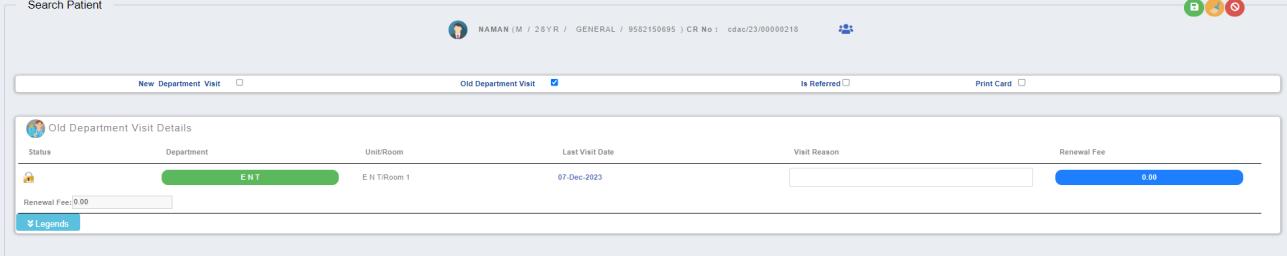 Search Patient
NAMAN (M / 28YR / GENERAL / 9582150695 ) CR No : cdac/23/00000218
New Department Visit Old Department Visit Is Referred Print Card
Old Department Visit Details
Status Department Unit/Room Last Visit Date Visit Reason Renewal Fee
E N T E N T/Room 1 07-Dec-2023 0.00
Renewal Fee: 0.00
Legends